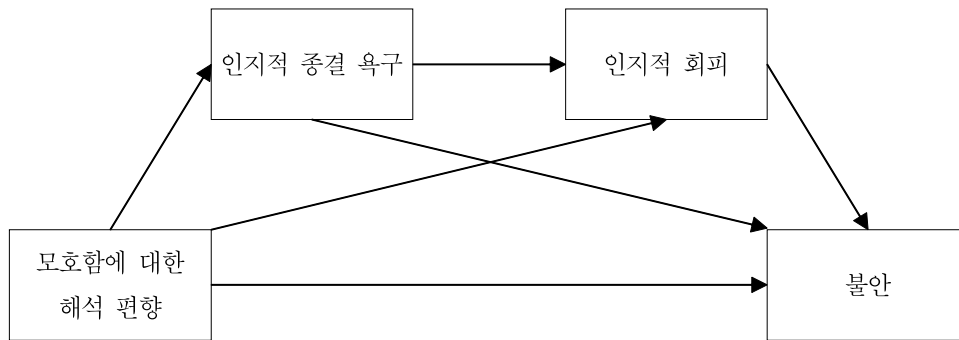 인지적 종결 욕구
인지적 회피
모호함에 대한
해석 편향
불안